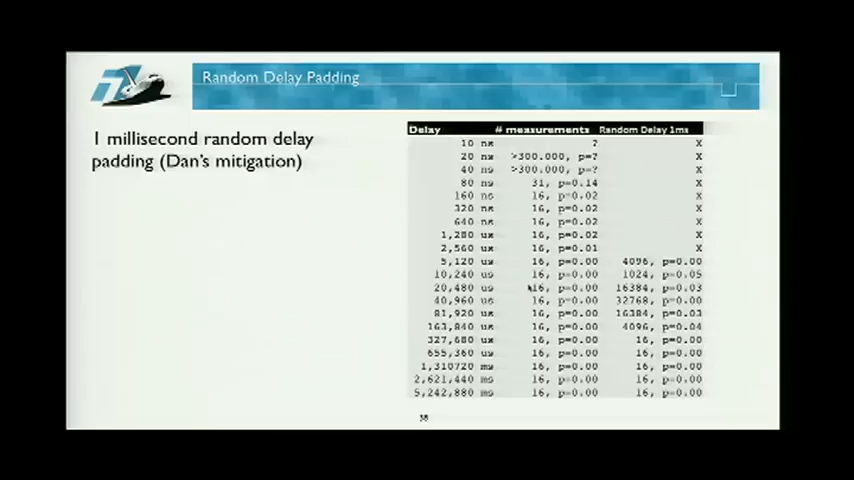 Random Delay Padding
1 millisecond random delay
padding (Dan's mitigation)
Delay # measurements Random Delay 1ms
10 ns ? X
20 ns >300.000, p=? X
40 ns >300.000, p=? X
80 ns 31, p=0.14 X
160 ns 16, p=0.02 X
320 ns 16, p=0.02 X
640 ns 16, p=0.02 X
1,280 us 16, p=0.02 X
2,560 us 16, p=0.01 X
5,120 us 16, p=0.00 4096, p=0.00
10,240 us 16, p=0.00 1024, p=0.05
20,480 us 16, p=0.00 16384, p=0.03
40,960 us 16, p=0.00 32768, p=0.00
81,920 us 16, p=0.00 16384, p=0.03
163,840 us 16, p=0.00 4096, p=0.04
327,680 us 16, p=0.00 16, p=0.00
655,360 us 16, p=0.00 16, p=0.00
1,310720 ms 16, p=0.00 16, p=0.00
2,621,440 ms 16, p=0.00 16, p=0.00
5,242,880 ms 16, p=0.00 16, p=0.00
38